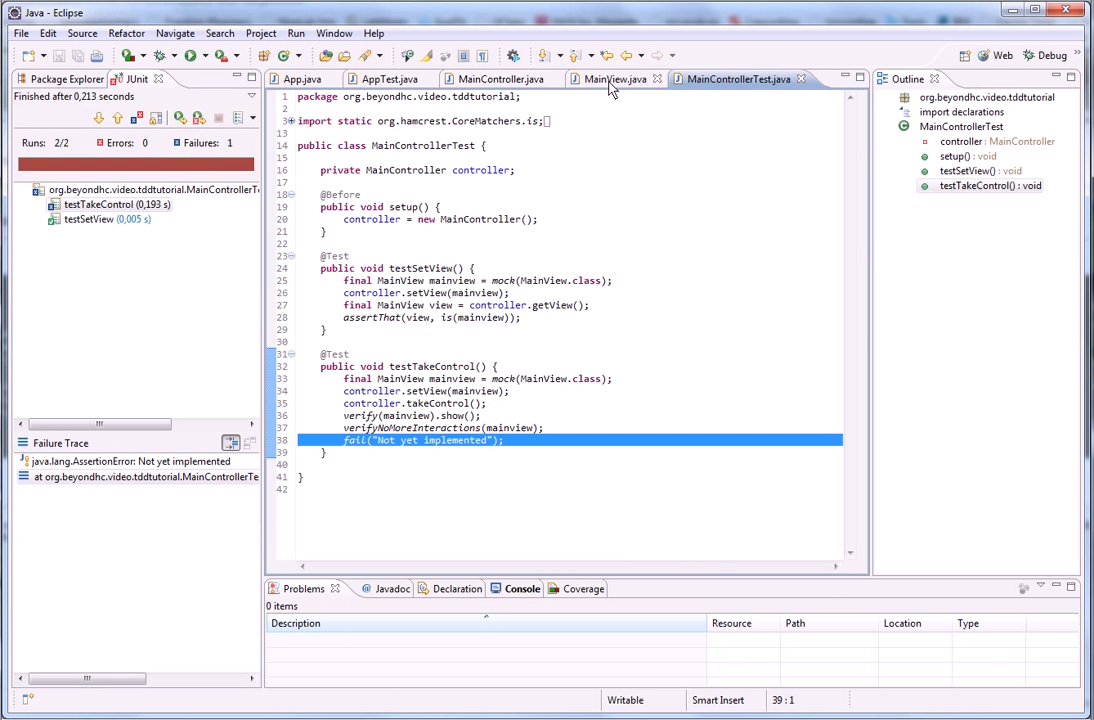 Java - Eclipse
File Edit Source Refactor Navigate Search Project Run Window Help
Web Debug
Package Explorer JUnit
App.java AppTest.java MainController.java MainView.java MainControllerTest.java
Outline
Finished after 0,213 seconds
Runs: 2/2 Errors: 0 Failures: 1
org.beyondhc.video.tddtutorial.MainControllerT
testTakeControl (0,193 s)
testSetView (0,005 s)
Failure Trace
java.lang.AssertionError: Not yet implemented
at org.beyondhc.video.tddtutorial.MainControllerTe
1 package org.beyondhc.video.tddtutorial;
2
3 import static org.hamcrest.CoreMatchers.is;
13
14 public class MainControllerTest {
15
16 private MainController controller;
17
18 @Before
19 public void setup() {
20 controller = new MainController();
21 }
22
23 @Test
24 public void testSetView() {
25 final MainView mainview = mock(MainView.class);
26 controller.setView(mainview);
27 final MainView view = controller.getView();
28 assertThat(view, is(mainview));
29 }
30
31 @Test
32 public void testTakeControl() {
33 final MainView mainview = mock(MainView.class);
34 controller.setView(mainview);
35 controller.takeControl();
36 verify(mainview).show();
37 verifyNoMoreInteractions(mainview);
38 fail("Not yet implemented");
39 }
40
41 }
42
org.beyondhc.video.tddtutorial
import declarations
MainControllerTest
controller : MainController
setup() : void
testSetView() : void
testTakeControl() : void
Problems Javadoc Declaration Console Coverage
0 items
Description Resource Path Location Type
Writable Smart Insert 39 : 1